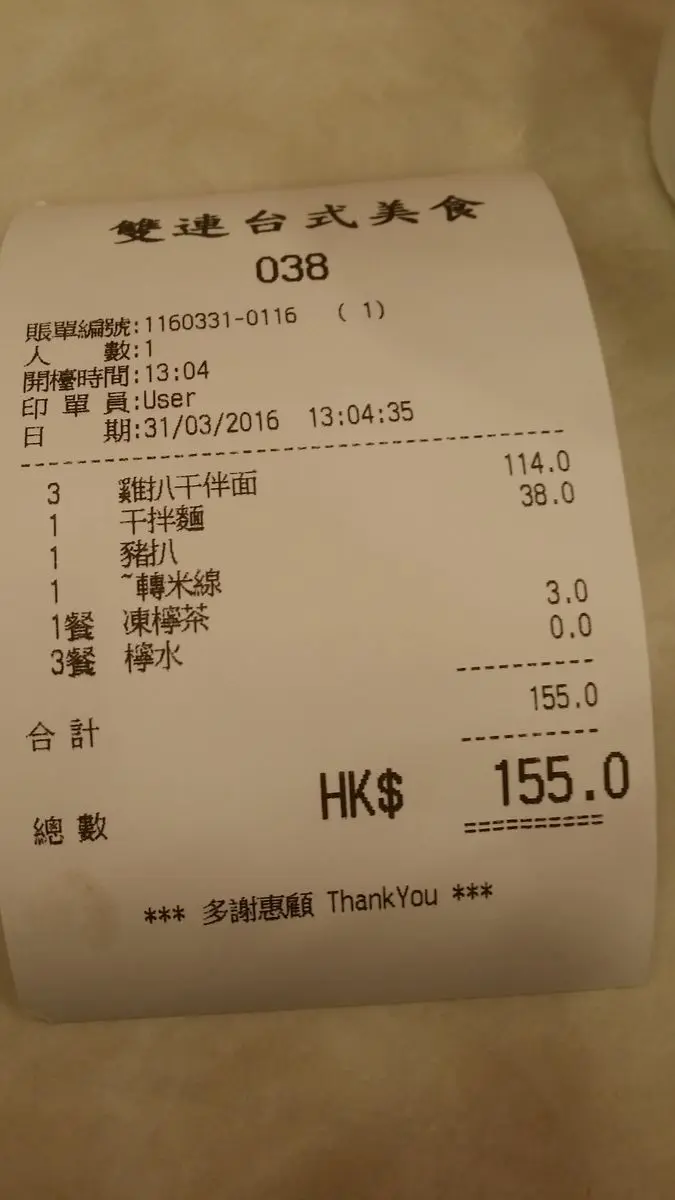 雙連台式美食
038
賬單編號:1160331-0116 ( 1)
人 數:1
開檯時間:13:04
印 單 員:User
日 期:31/03/2016 13:04:35
3 雞扒干伴面 114.0
1 干拌麵 38.0
1 豬扒
1 ~轉米線
1餐 凍檸茶 3.0
3餐 檸水 0.0
合 計 155.0
總 數 HK$ 155.0
*** 多謝惠顧 ThankYou ***